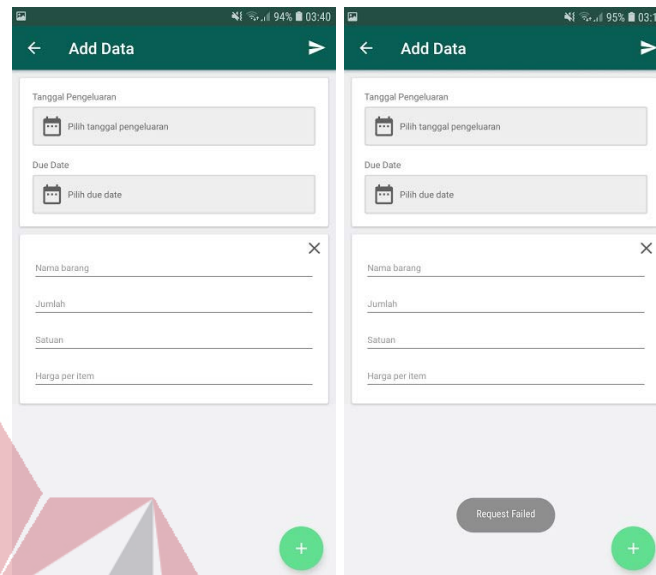 94% 03:40
Add Data
Tanggal Pengeluaran
Pilih tanggal pengeluaran
Due Date
Pilih due date
Nama barang
Jumlah
Satuan
Harga per item
95% 03:1
Add Data
Tanggal Pengeluaran
Pilih tanggal pengeluaran
Due Date
Pilih due date
Nama barang
Jumlah
Satuan
Harga per item
Request Failed